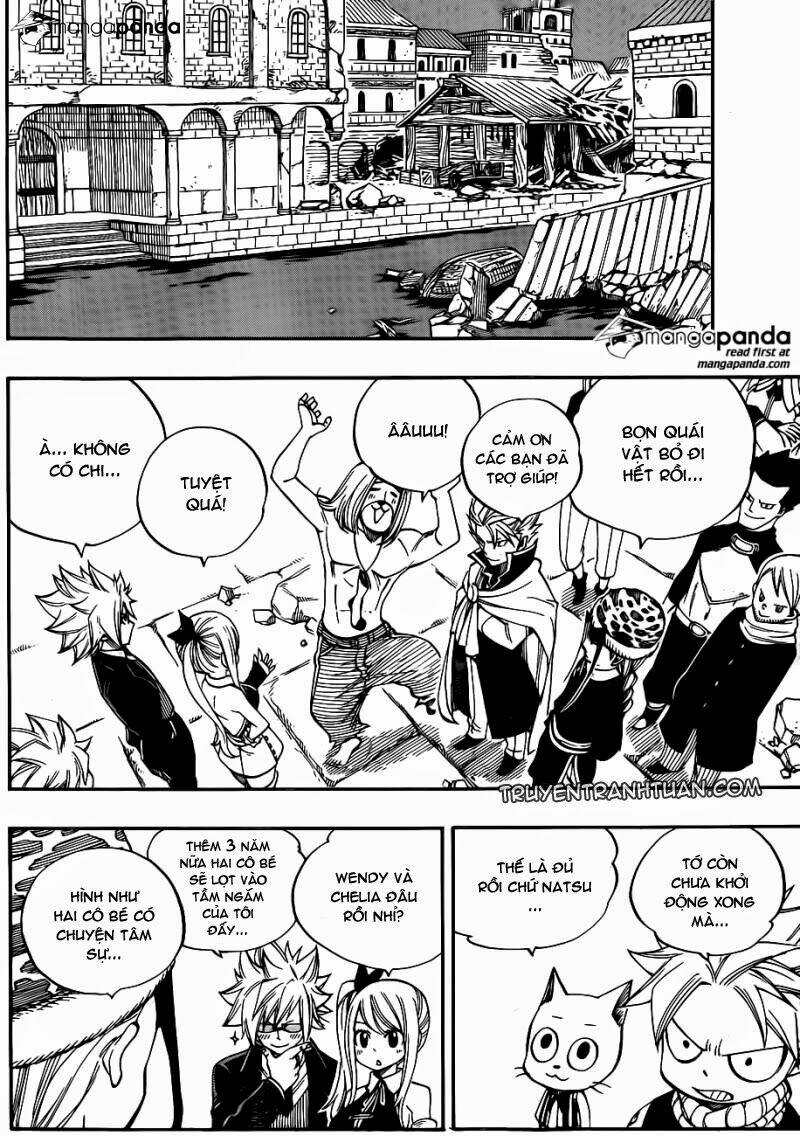 mangapanda
mangapanda
read first at
mangapanda.com
BỌN QUÁI
VẬT BỎ ĐI
HẾT RỒI...
CẢM ƠN
CÁC BẠN ĐÃ
TRỢ GIÚP!
ÂÂUUU!
TUYỆT
QUÁ!
À... KHÔNG
CÓ CHI...
TRUYENTRANHTUAN.COM
TỚ CÒN
CHƯA KHỞI
ĐỘNG XONG
MÀ...
THẾ LÀ ĐỦ
RỒI CHỨ NATSU
...
WENDY VÀ
CHELIA ĐÂU
RỒI NHỈ?
THÊM 3 NĂM
NỮA HAI CÔ BÉ
SẼ LỌT VÀO
TẦM NGẮM
CỦA TÔI
ĐẤY...
HÌNH NHƯ
HAI CÔ BÉ CÓ
CHUYỆN TÂM
SỰ...